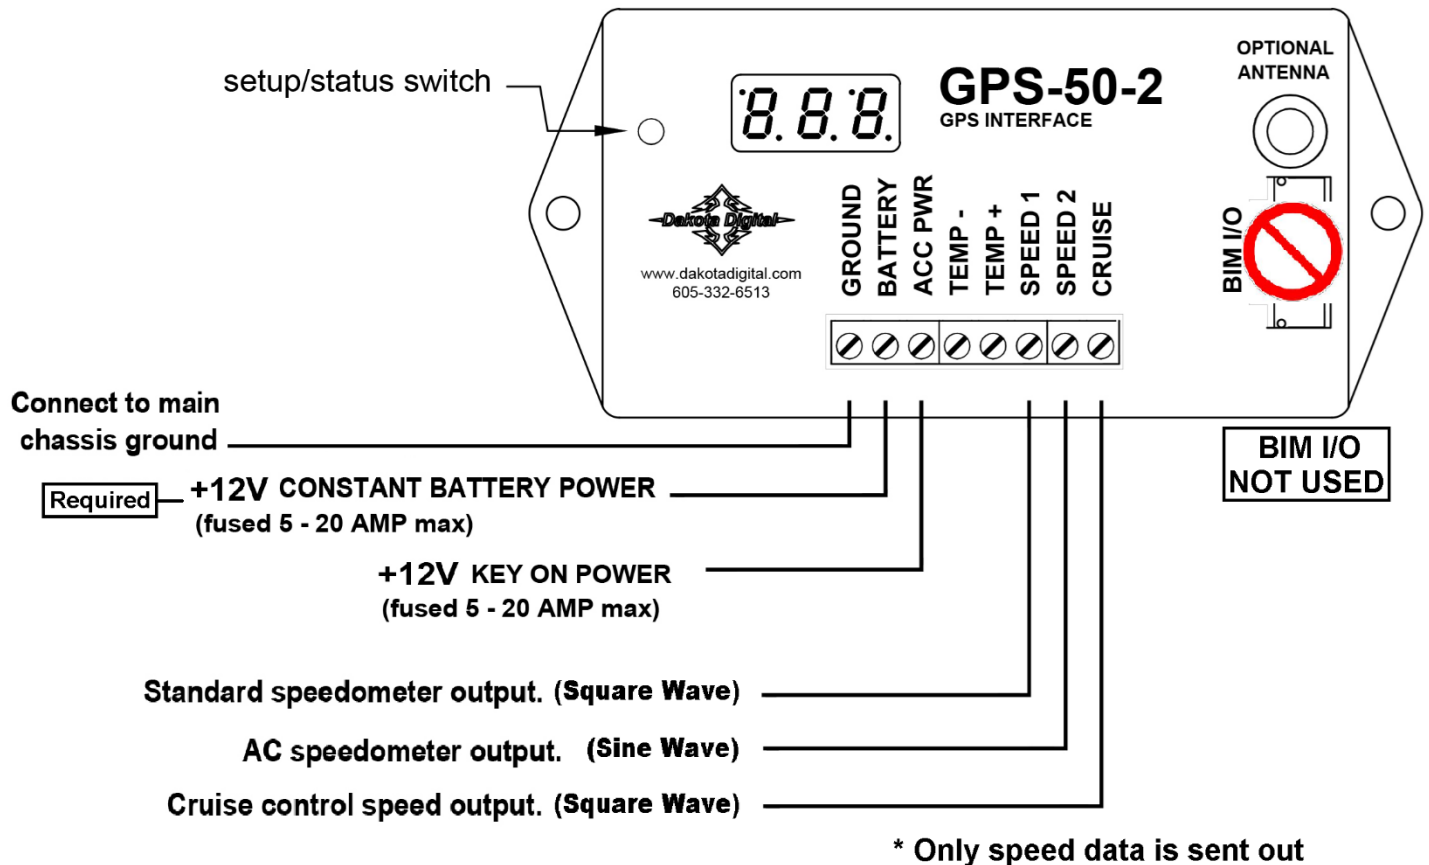 setup/status switch
8.8.8.
GPS-50-2
GPS INTERFACE
OPTIONAL
ANTENNA
Dakota Digital
www.dakotadigital.com
605-332-6513
GROUND
BATTERY
ACC PWR
TEMP -
TEMP +
SPEED 1
SPEED 2
CRUISE
BIM I/O
Connect to main
chassis ground
Required
+12V CONSTANT BATTERY POWER
(fused 5 - 20 AMP max)
+12V KEY ON POWER
(fused 5 - 20 AMP max)
BIM I/O
NOT USED
Standard speedometer output. (Square Wave)
AC speedometer output. (Sine Wave)
Cruise control speed output. (Square Wave)
* Only speed data is sent out